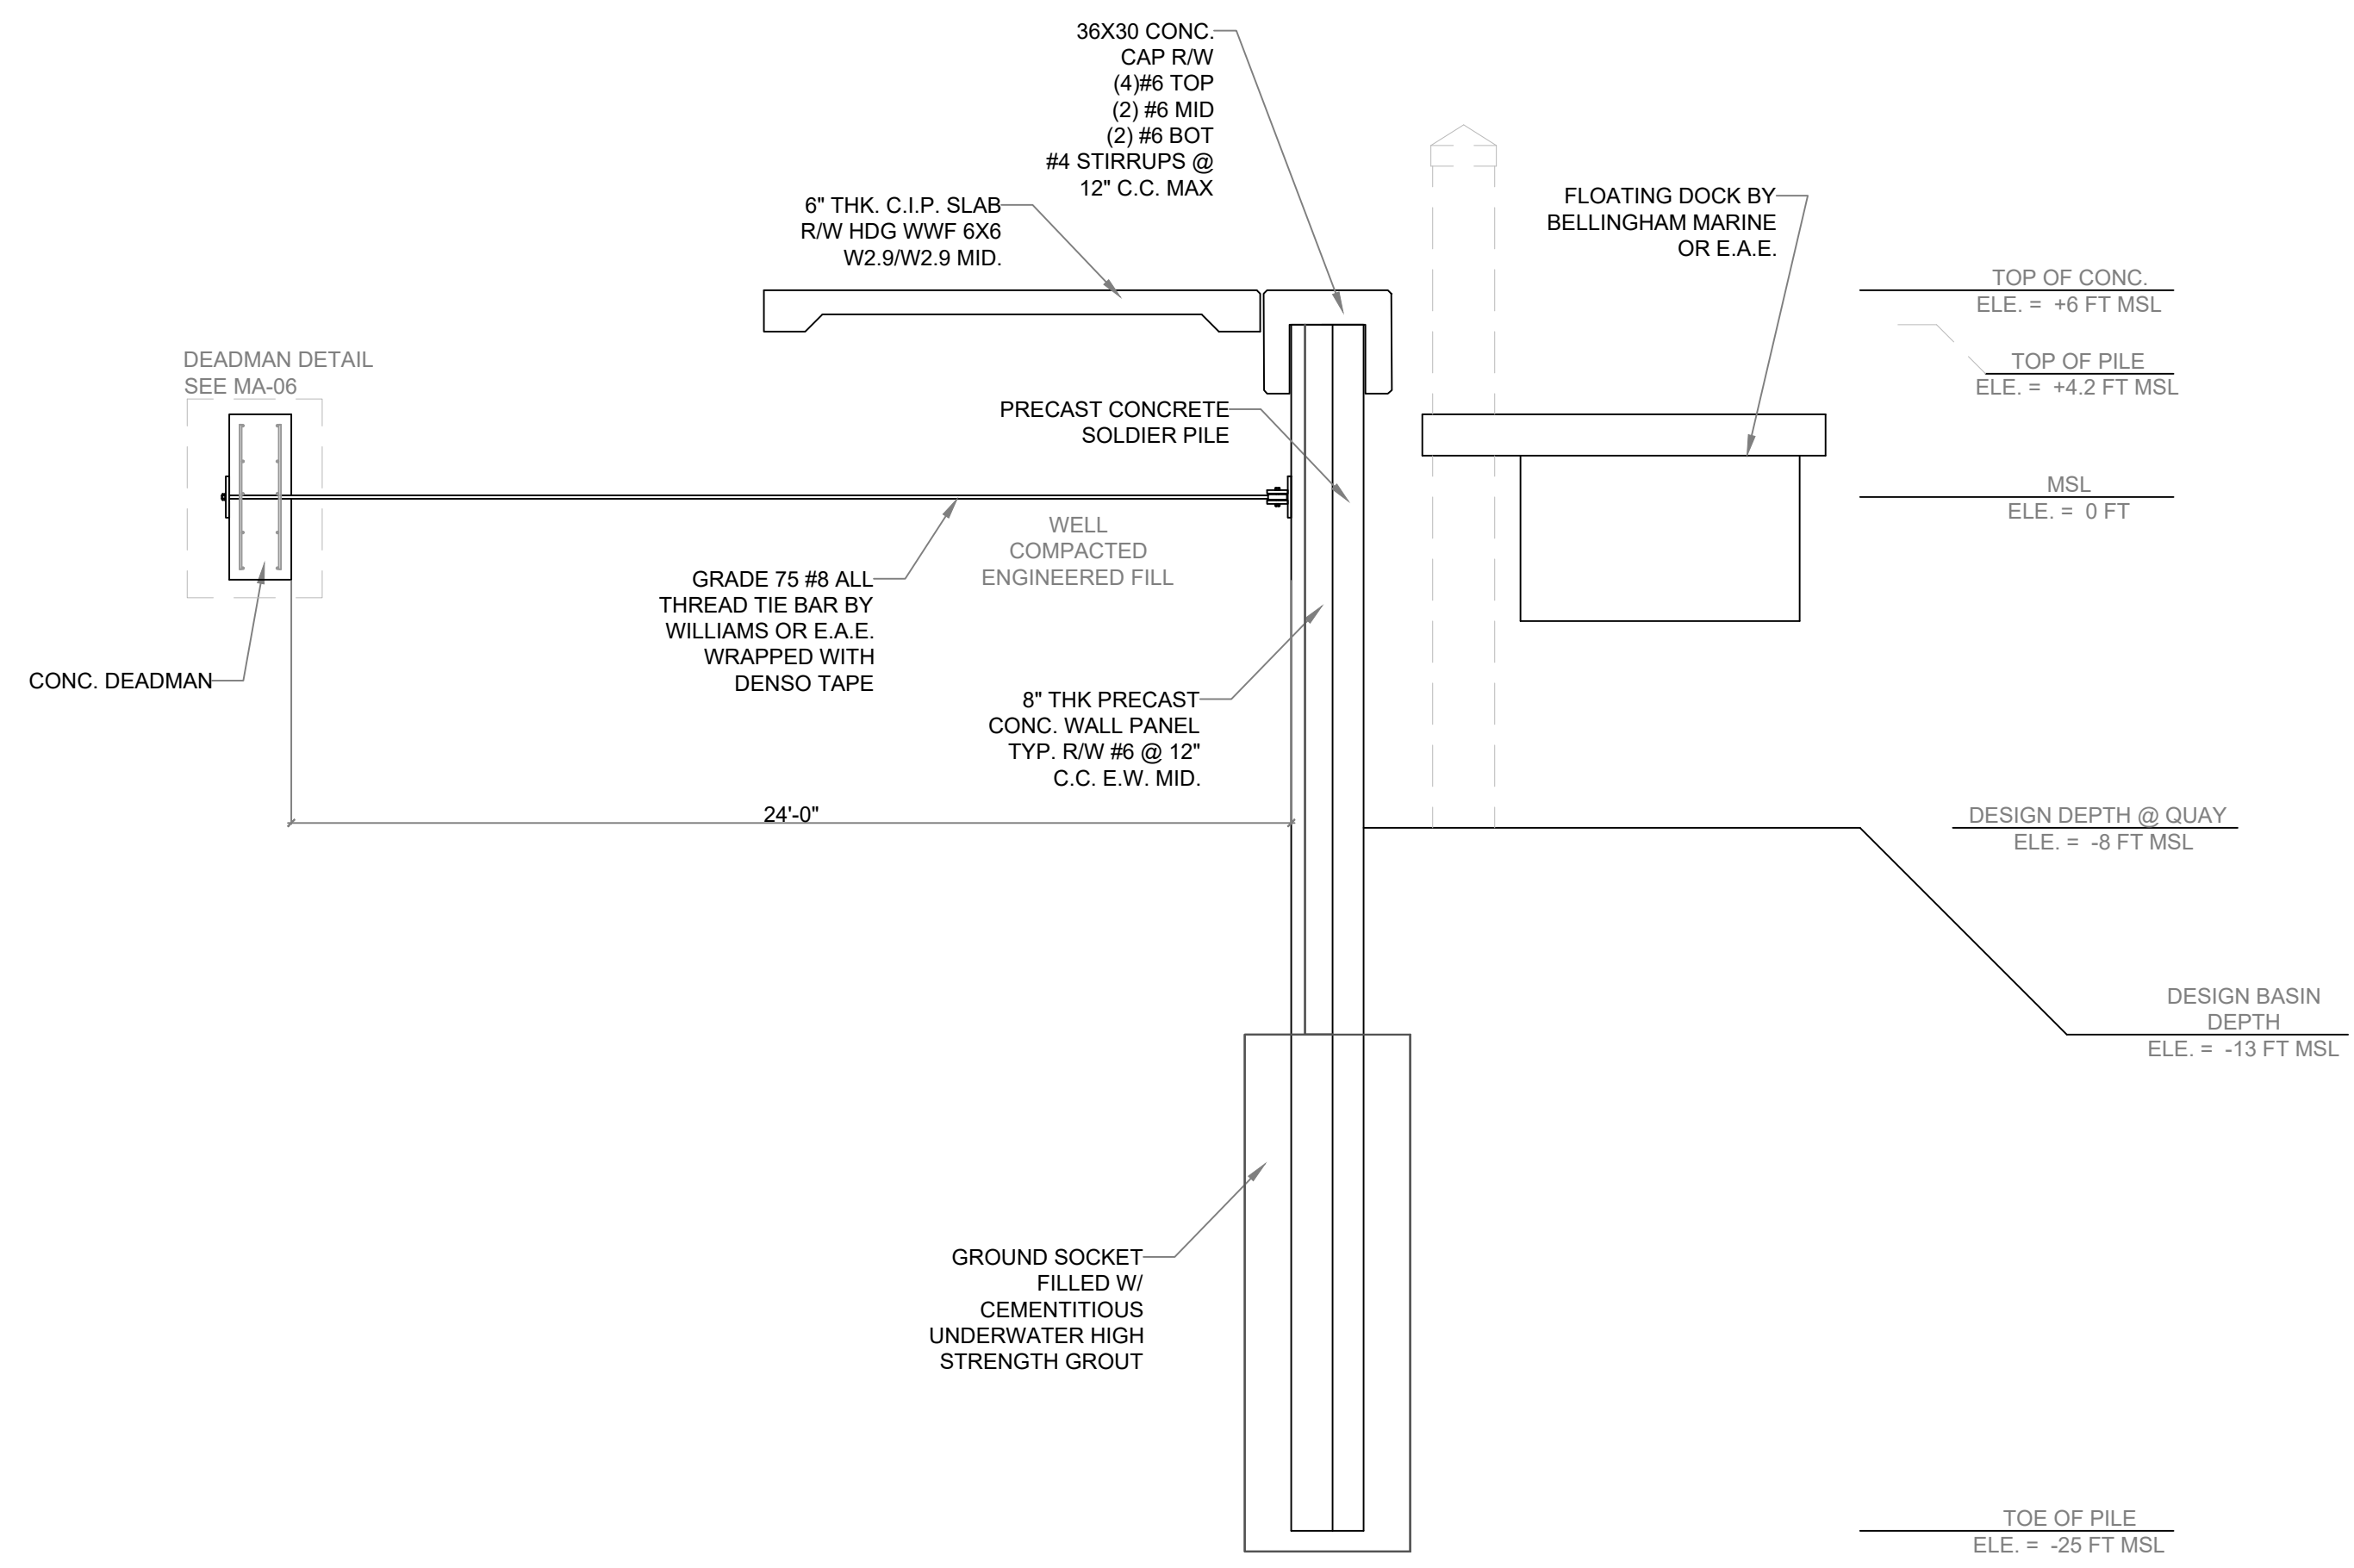 36X30 CONC.
CAP R/W
(4)#6 TOP
(2) #6 MID
(2) #6 BOT
#4 STIRRUPS @
12" C.C. MAX
6" THK. C.I.P. SLAB
R/W HDG WWF 6X6
W2.9/W2.9 MID.
FLOATING DOCK BY
BELLINGHAM MARINE
OR E.A.E.
TOP OF CONC.
ELE. = +6 FT MSL
TOP OF PILE
ELE. = +4.2 FT MSL
DEADMAN DETAIL
SEE MA-06
PRECAST CONCRETE
SOLDIER PILE
MSL
ELE. = 0 FT
WELL
COMPACTED
ENGINEERED FILL
GRADE 75 #8 ALL
THREAD TIE BAR BY
WILLIAMS OR E.A.E.
WRAPPED WITH
DENSO TAPE
CONC. DEADMAN
8" THK PRECAST
CONC. WALL PANEL
TYP. R/W #6 @ 12"
C.C. E.W. MID.
24'-0"
DESIGN DEPTH @ QUAY
ELE. = -8 FT MSL
DESIGN BASIN
DEPTH
ELE. = -13 FT MSL
GROUND SOCKET
FILLED W/
CEMENTITIOUS
UNDERWATER HIGH
STRENGTH GROUT
TOE OF PILE
ELE. = -25 FT MSL